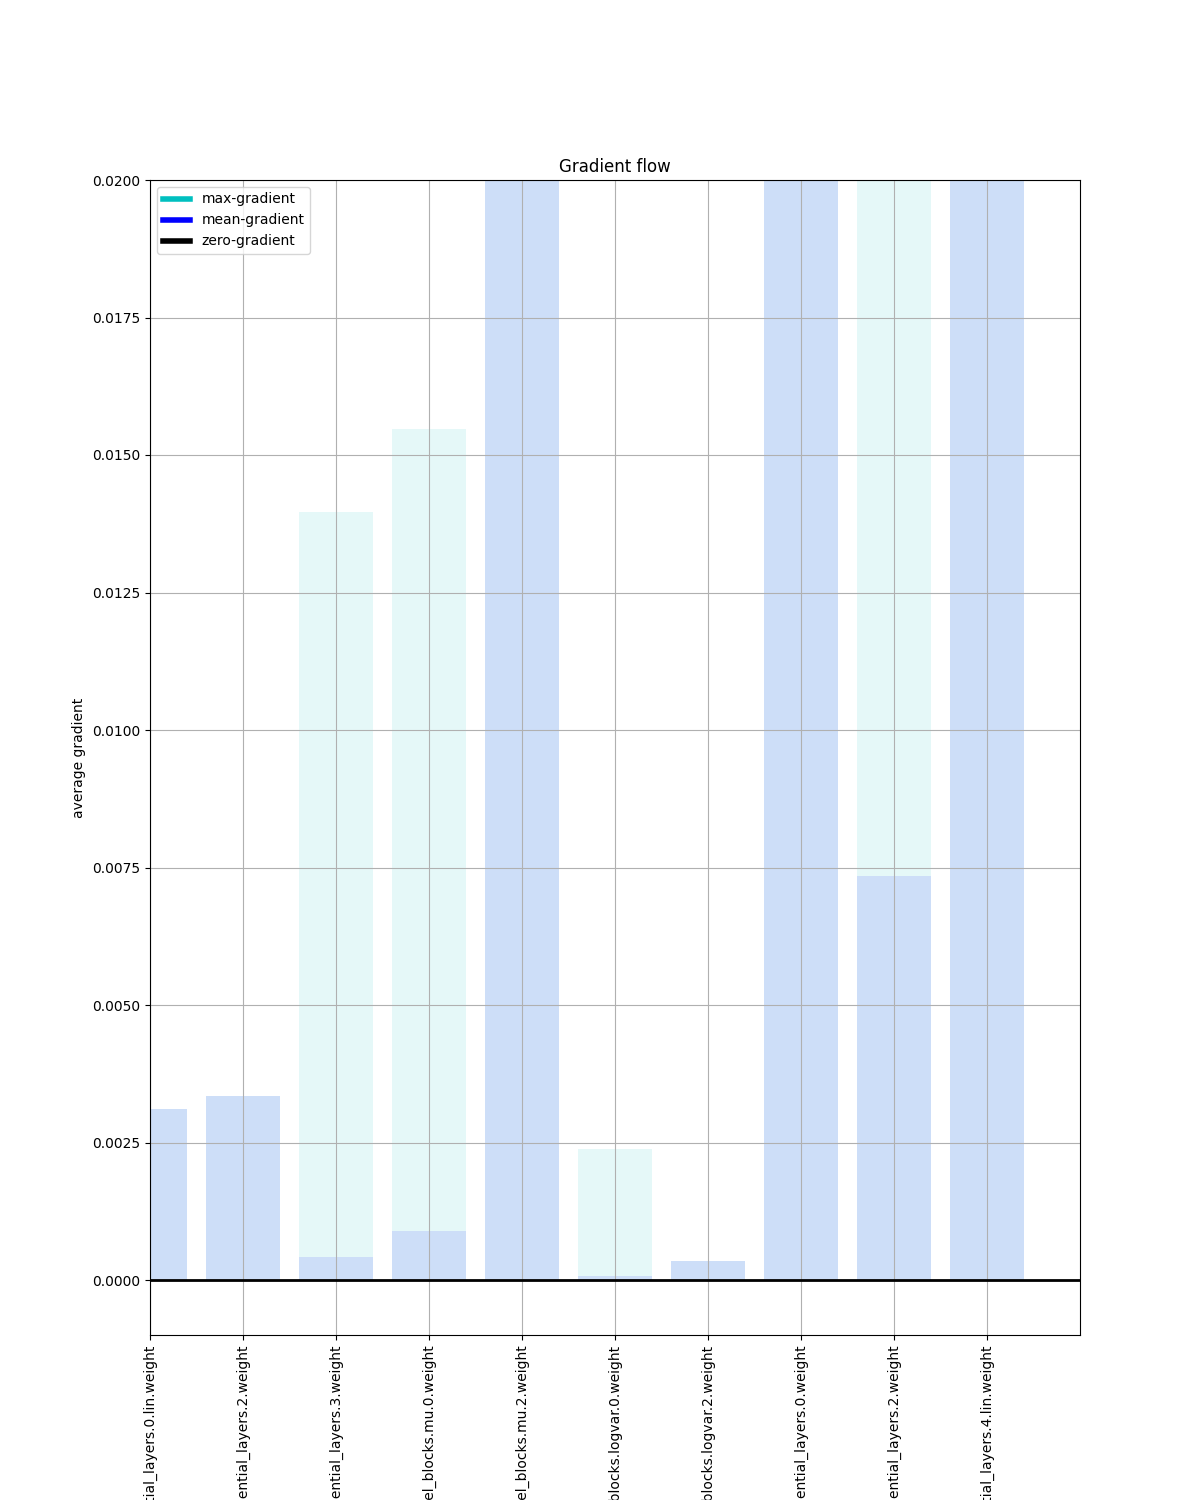 Gradient flow
max-gradient
mean-gradient
zero-gradient
0.0200
0.0175
0.0150
0.0125
0.0100
0.0075
0.0050
0.0025
0.0000
average gradient
tial_layers.0.lin.weight
ential_layers.2.weight
ential_layers.3.weight
el_blocks.mu.0.weight
el_blocks.mu.2.weight
blocks.logvar.0.weight
blocks.logvar.2.weight
ential_layers.0.weight
ential_layers.2.weight
tial_layers.4.lin.weight